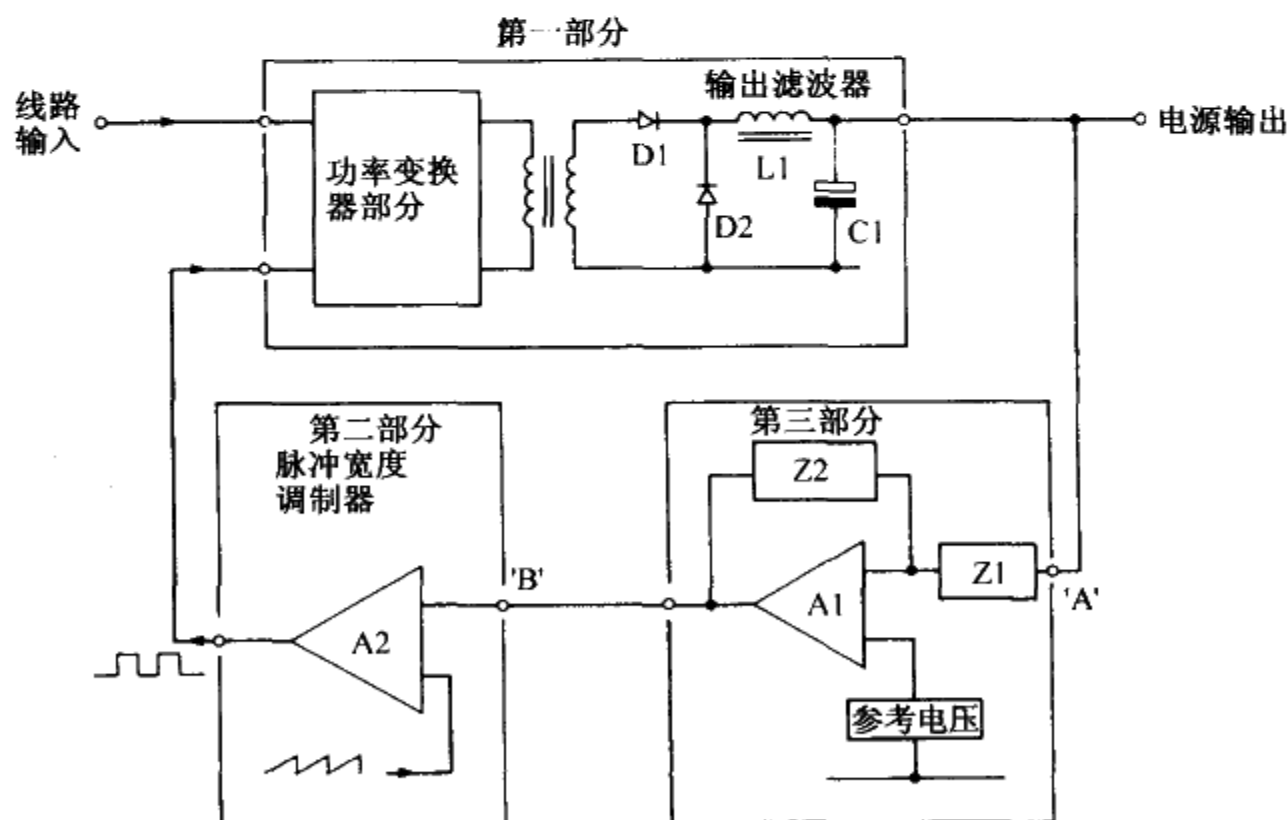 第一部分
线路
输入
功率变换
器部分
输出滤波器
D1
L1
D2
C1
电源输出
第二部分
脉冲宽度
调制器
A2
'B'
第三部分
Z2
A1
Z1
'A'
参考电压